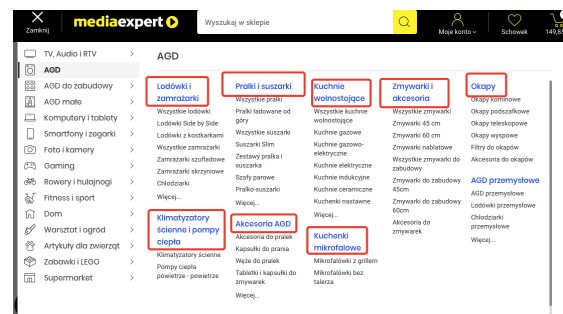 mediaexpert
Wyszukaj w sklepie
Zamknij
Moje konto
Schowek
149,8
TV, Audio i RTV
AGD
AGD do zabudowy
AGD małe
Komputery i tablety
Smartfony i zegarki
Foto i kamery
Gaming
Rowery i hulajnogi
Fitness i sport
Dom
Warsztat i ogród
Artykuły dla zwierząt
Zabawki i LEGO
Supermarket
AGD
Lodówki i
zamrażarki
Wszystkie lodówki
Lodówki Side by Side
Lodówki z kostkarkami
Wszystkie zamrażarki
Zamrażarki szufladowe
Zamrażarki skrzyniowe
Chłodziarki
Więcej...
Klimatyzatory
ścienne i pompy
ciepła
Klimatyzatory ścienne
Pompy ciepła
powietrze - powietrze
Pralki i suszarki
Wszystkie pralki
Pralki ładowane od
góry
Wszystkie suszarki
Suszarki Slim
Zestawy pralka i
suszarka
Szafy parowe
Pralko-suszarki
Więcej...
Akcesoria AGD
Akcesoria do pralek
Kapsułki do prania
Węże do pralek
Tabletki i kapsułki do
zmywarek
Więcej...
Kuchnie
wolnostojące
Wszystkie kuchnie
wolnostojące
Kuchnie gazowe
Kuchnie gazowo-
elektryczne
Kuchnie elektryczne
Kuchnie indukcyjne
Kuchnie ceramiczne
Kuchenki nastawne
Więcej...
Kuchenki
mikrofalowe
Mikrofalówki z grillem
Mikrofalówki bez
talerza
Zmywarki i
akcesoria
Wszystkie zmywarki
Zmywarki 45 cm
Zmywarki 60 cm
Zmywarki nablatowe
Wszystkie zmywarki do
zabudowy
Zmywarki do zabudowy
45cm
Zmywarki do zabudowy
60cm
Akcesoria do
zmywarek
Okapy
Okapy kominowe
Okapy podszafkowe
Okapy teleskopowe
Okapy wyspowe
Filtry do okapów
Akcesoria do okapów
AGD przemysłowe
AGD przemysłowe
Lodówki przemysłowe
Chłodziarki
przemysłowe
Więcej...